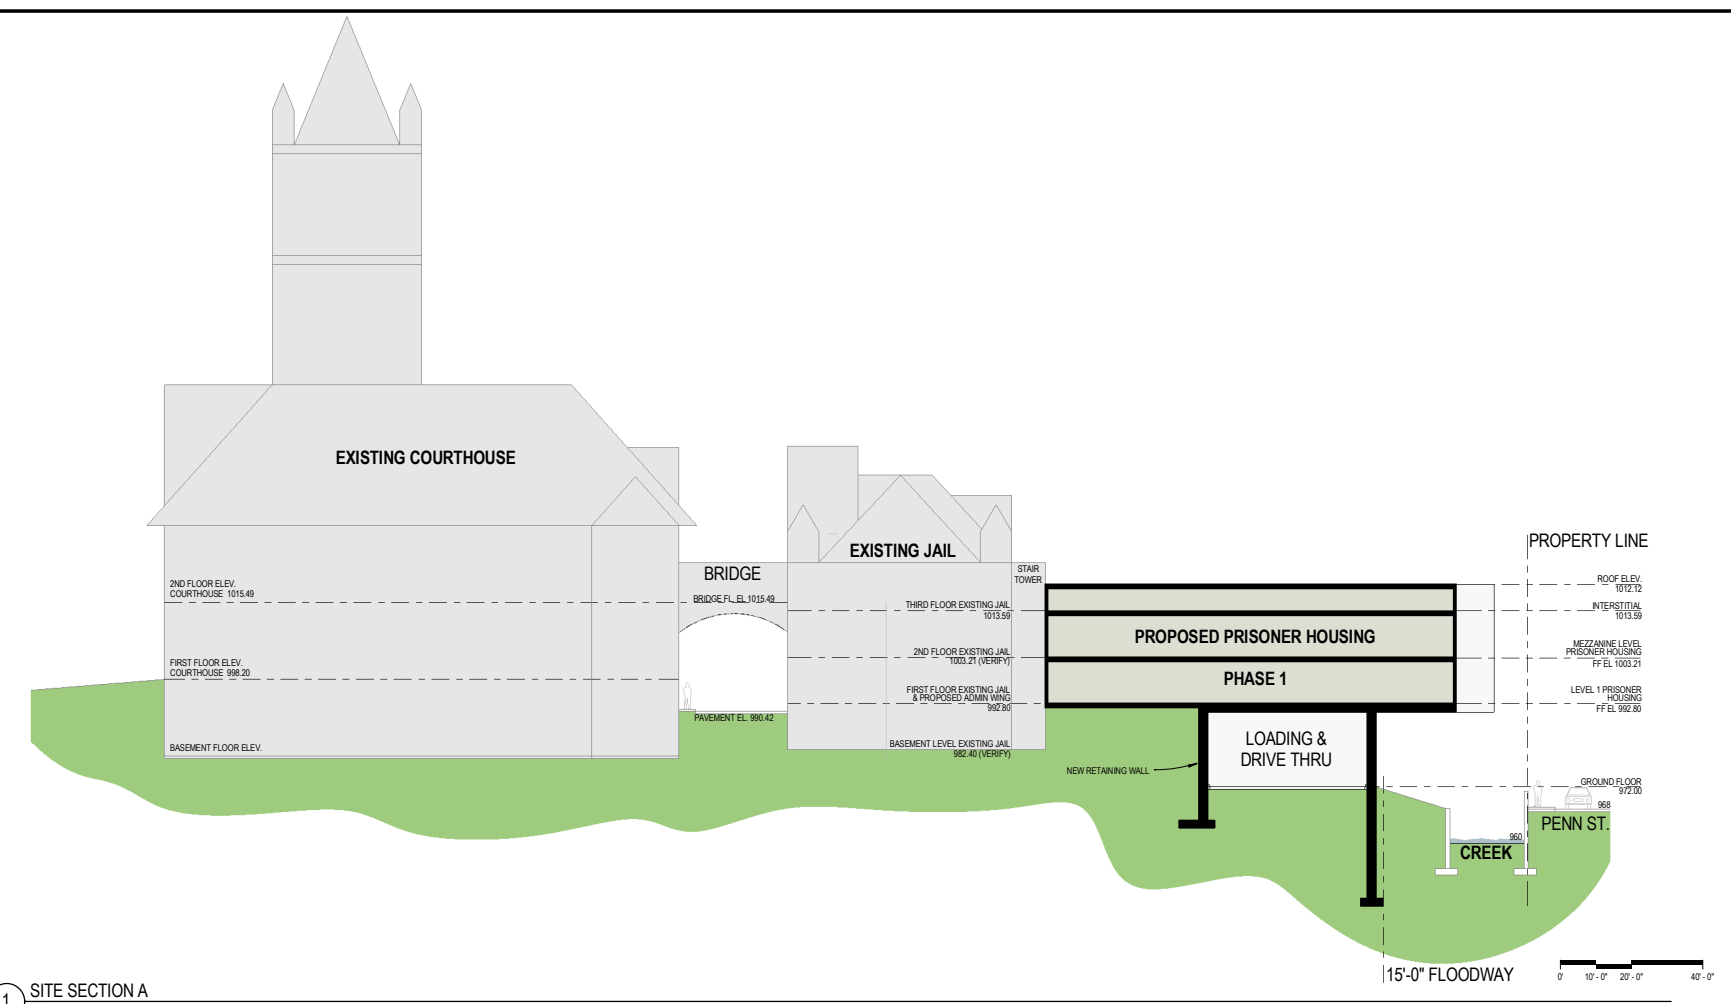 EXISTING COURTHOUSE
2ND FLOOR ELEV.
COURTHOUSE 1015.49
FIRST FLOOR ELEV.
COURTHOUSE 998.20
BASEMENT FLOOR ELEV.
BRIDGE
BRIDGE FL. EL 1015.49
PAVEMENT EL. 990.42
EXISTING JAIL
STAIR
TOWER
THIRD FLOOR EXISTING JAIL
1013.59
2ND FLOOR EXISTING JAIL
1003.21 (VERIFY)
FIRST FLOOR EXISTING JAIL
& PROPOSED ADMIN WING
992.80
BASEMENT LEVEL EXISTING JAIL
982.40 (VERIFY)
PROPOSED PRISONER HOUSING
PHASE 1
LOADING &
DRIVE THRU
NEW RETAINING WALL
PROPERTY LINE
ROOF ELEV.
1012.12
INTERSTITIAL
1013.59
MEZZANINE LEVEL
PRISONER HOUSING
FF EL 1003.21
LEVEL 1 PRISONER
HOUSING
FF EL 992.80
GROUND FLOOR
972.00
968
PENN ST.
960
CREEK
15'-0" FLOODWAY
0' 10' - 0" 20' - 0" 40' - 0"
1 SITE SECTION A